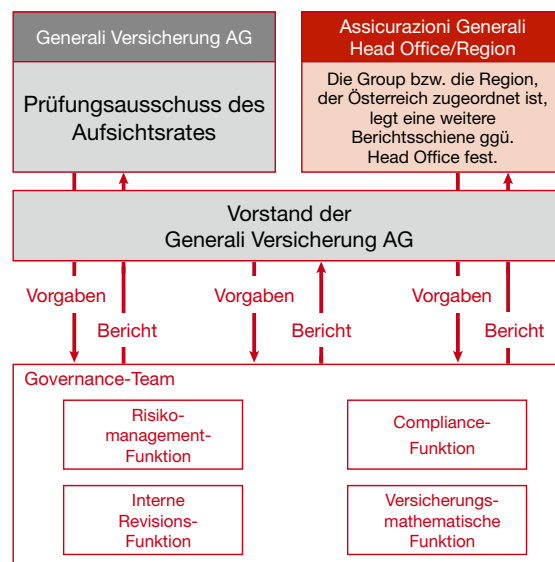 Generali Versicherung AG
Prüfungsausschuss des
Aufsichtsrates
Assicurazioni Generali
Head Office/Region
Die Group bzw. die Region,
der Österreich zugeordnet ist,
legt eine weitere
Berichtsschiene ggü.
Head Office fest.
Vorstand der
Generali Versicherung AG
Vorgaben
Bericht
Vorgaben
Bericht
Vorgaben
Bericht
Governance-Team
Risiko-
management-
Funktion
Compliance-
Funktion
Interne
Revisions-
Funktion
Versicherungs-
mathematische
Funktion